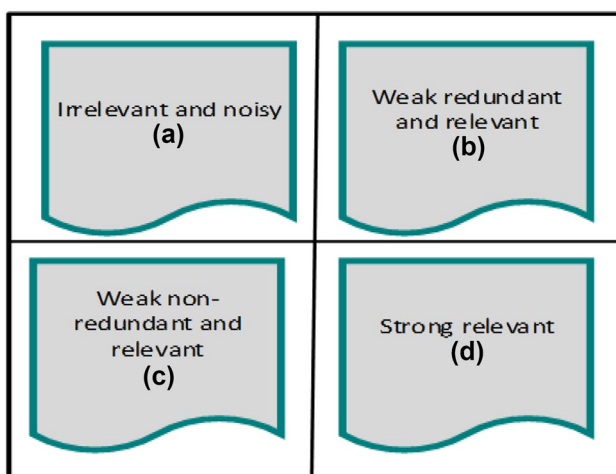 Irrelevant and noisy
(a)
Weak redundant
and relevant
(b)
Weak non-
redundant and
relevant
(c)
Strong relevant
(d)